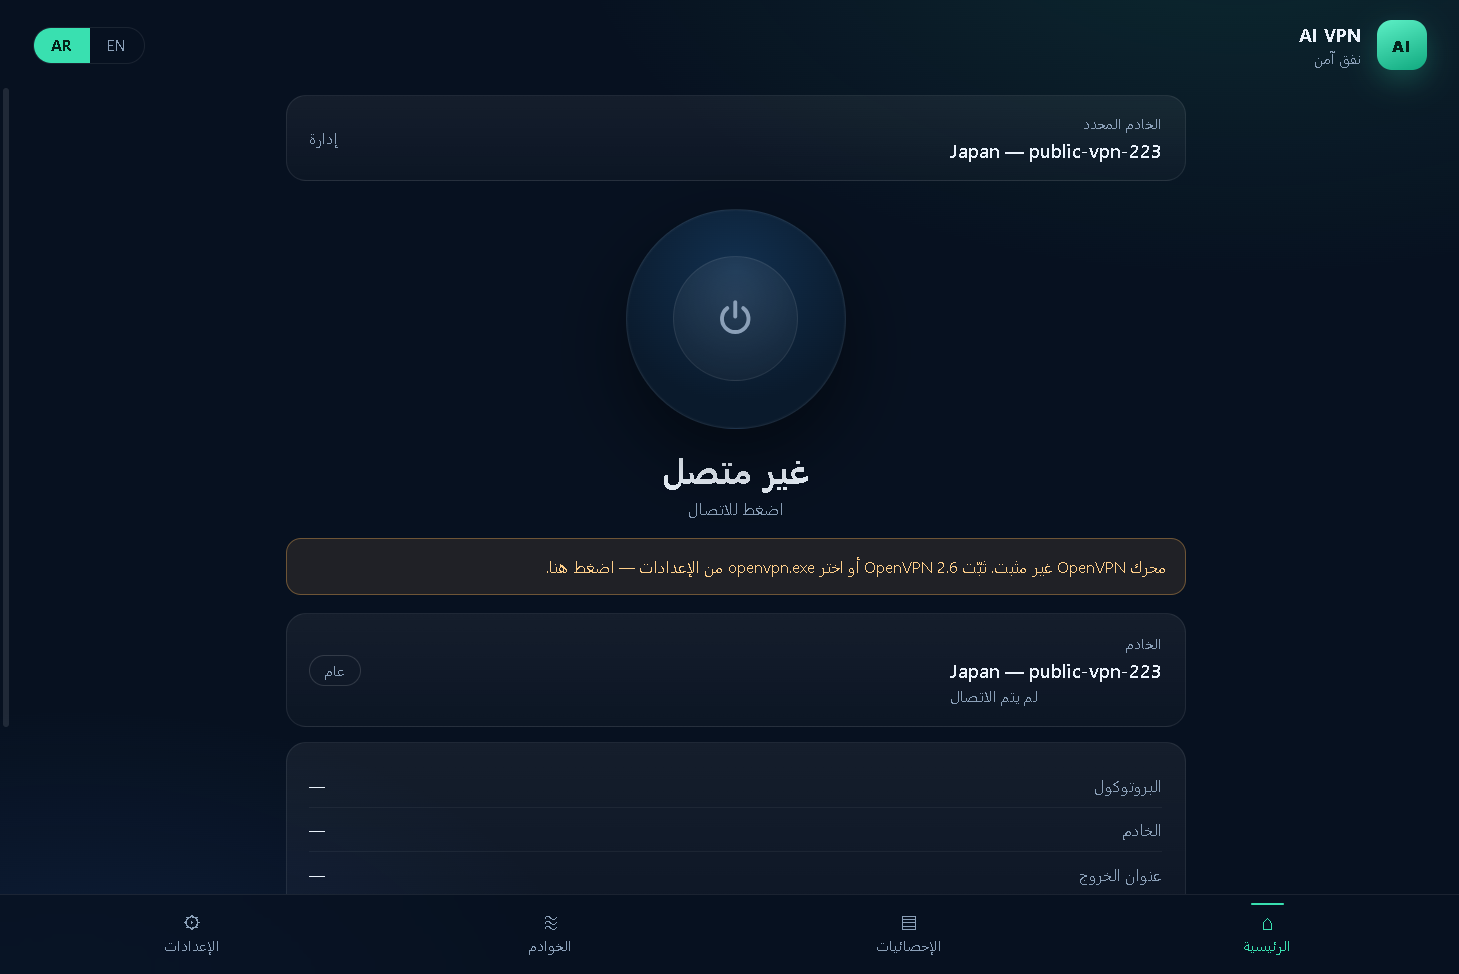 AI
AI VPN
نفق آمن
AR
EN
الخادم المحدد
Japan — public-vpn-223
إدارة
غير متصل
اضغط للاتصال
محرك OpenVPN غير مثبت. ثبّت OpenVPN 2.6 أو اختر openvpn.exe من الإعدادات — اضغط هنا.
الخادم
Japan — public-vpn-223
لم يتم الاتصال
عام
البروتوكول —
الخادم —
عنوان الخروج —
الرئيسية
الإحصائيات
الخوادم
الإعدادات